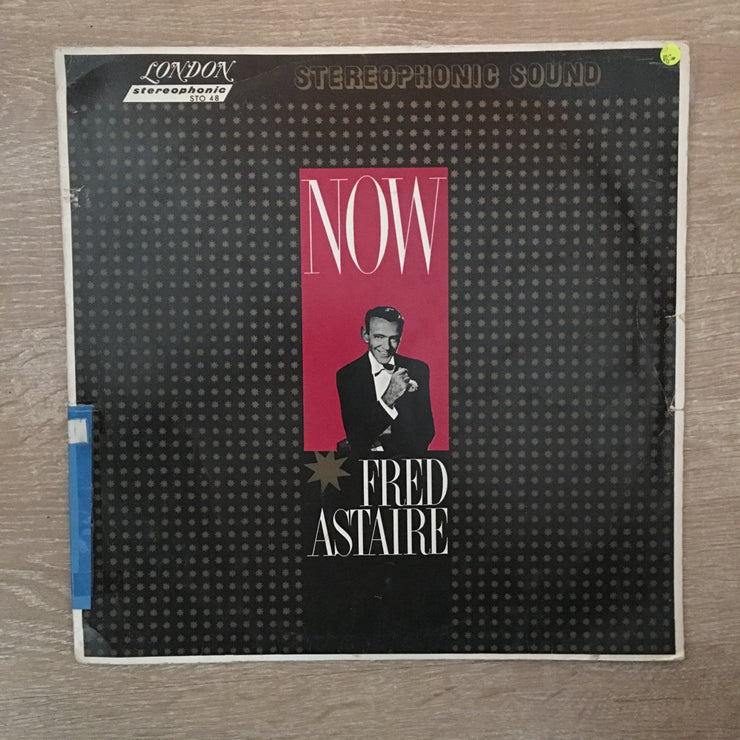 LONDON
STEREOPHONIC SOUND
stereophonic
STO 48
NOW
FRED
ASTAIRE